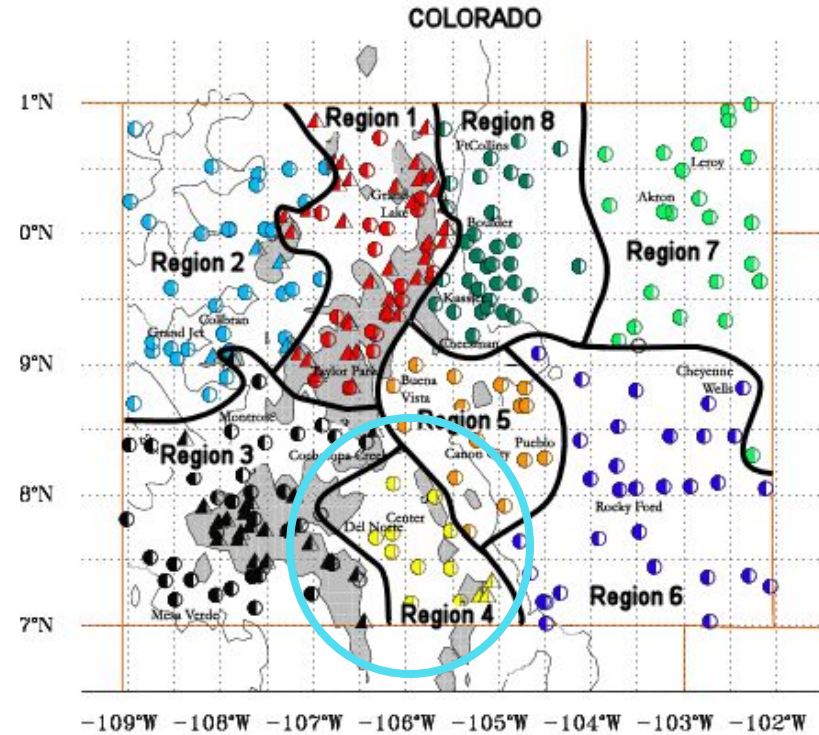 COLORADO
1°N
0°N
9°N
8°N
7°N
Region 1
Region 8
FtCollins
Leroy
Grand
Lake
Akron
Boulder
Region 2
Region 7
Kassler
Collbran
Grand Jct
Cheesman
Taylor Park
Buena
Vista
Cheyenne
Wells
Montrose
Region 5
Region 3
Cochetopa Creek
Canon City
Pueblo
Del Norte
Center
Rocky Ford
Mesa Verde
Region 4
Region 6
-109°W -108°W -107°W -106°W -105°W -104°W -103°W -102°W